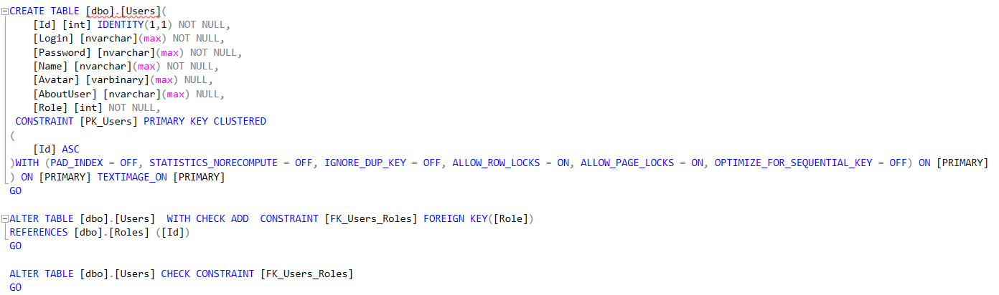 CREATE TABLE [dbo].[Users](
    [Id] [int] IDENTITY(1,1) NOT NULL,
    [Login] [nvarchar](max) NOT NULL,
    [Password] [nvarchar](max) NOT NULL,
    [Name] [nvarchar](max) NOT NULL,
    [Avatar] [varbinary](max) NULL,
    [AboutUser] [nvarchar](max) NULL,
    [Role] [int] NOT NULL,
 CONSTRAINT [PK_Users] PRIMARY KEY CLUSTERED
(
    [Id] ASC
)WITH (PAD_INDEX = OFF, STATISTICS_NORECOMPUTE = OFF, IGNORE_DUP_KEY = OFF, ALLOW_ROW_LOCKS = ON, ALLOW_PAGE_LOCKS = ON, OPTIMIZE_FOR_SEQUENTIAL_KEY = OFF) ON [PRIMARY]
) ON [PRIMARY] TEXTIMAGE_ON [PRIMARY]
GO

ALTER TABLE [dbo].[Users]  WITH CHECK ADD  CONSTRAINT [FK_Users_Roles] FOREIGN KEY([Role])
REFERENCES [dbo].[Roles] ([Id])
GO

ALTER TABLE [dbo].[Users] CHECK CONSTRAINT [FK_Users_Roles]
GO